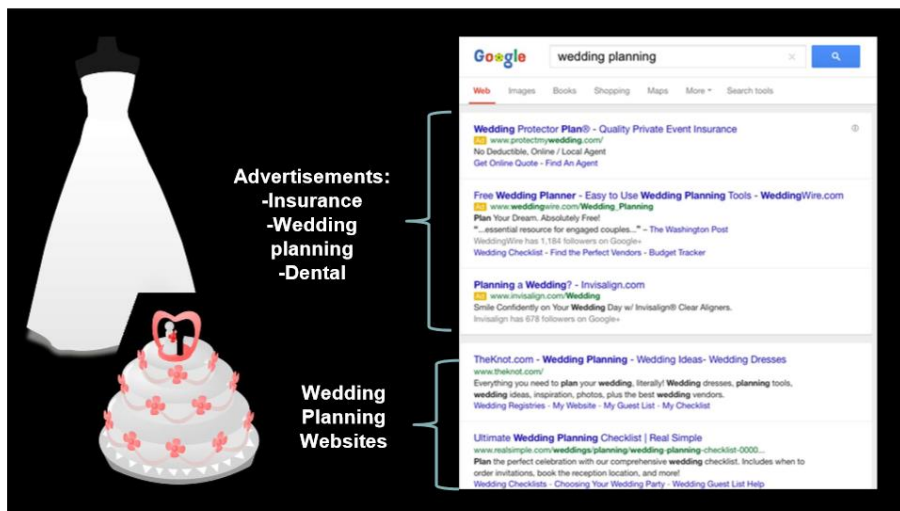 Advertisements:
-Insurance
-Wedding
planning
-Dental
Wedding
Planning
Websites
Google
wedding planning
Web Images Books Shopping Maps More Search tools
Wedding Protector Plan® - Quality Private Event Insurance
Ad www.protectmywedding.com/
No Deductible, Online / Local Agent
Get Online Quote - Find An Agent
Free Wedding Planner - Easy to Use Wedding Planning Tools - WeddingWire.com
Ad www.weddingwire.com/Wedding_Planning
Plan Your Dream. Absolutely Free!
"...essential resource for engaged couples..." – The Washington Post
WeddingWire has 1,184 followers on Google+
Wedding Checklist - Find the Perfect Vendors - Budget Tracker
Planning a Wedding? - Invisalign.com
Ad www.invisalign.com/Wedding
Smile Confidently on Your Wedding Day w/ Invisalign® Clear Aligners.
Invisalign has 678 followers on Google+
TheKnot.com - Wedding Planning - Wedding Ideas- Wedding Dresses
www.theknot.com/
Everything you need to plan your wedding, literally! Wedding dresses, planning tools,
wedding ideas, inspiration, photos, plus the best wedding vendors.
Wedding Registries - My Website - My Guest List - My Checklist
Ultimate Wedding Planning Checklist | Real Simple
www.realsimple.com/weddings/planning/wedding-planning-checklist-0000...
Plan the perfect celebration with our comprehensive wedding checklist. Includes when to
order invitations, book the reception location, and more!
Wedding Checklists - Choosing Your Wedding Party - Wedding Guest List Help